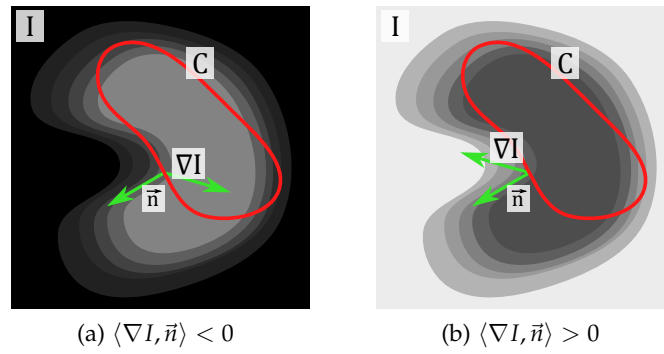 I
C
∇I
n⃗
(a) ⟨∇I, n⃗⟩ < 0
I
C
∇I
n⃗
(b) ⟨∇I, n⃗⟩ > 0